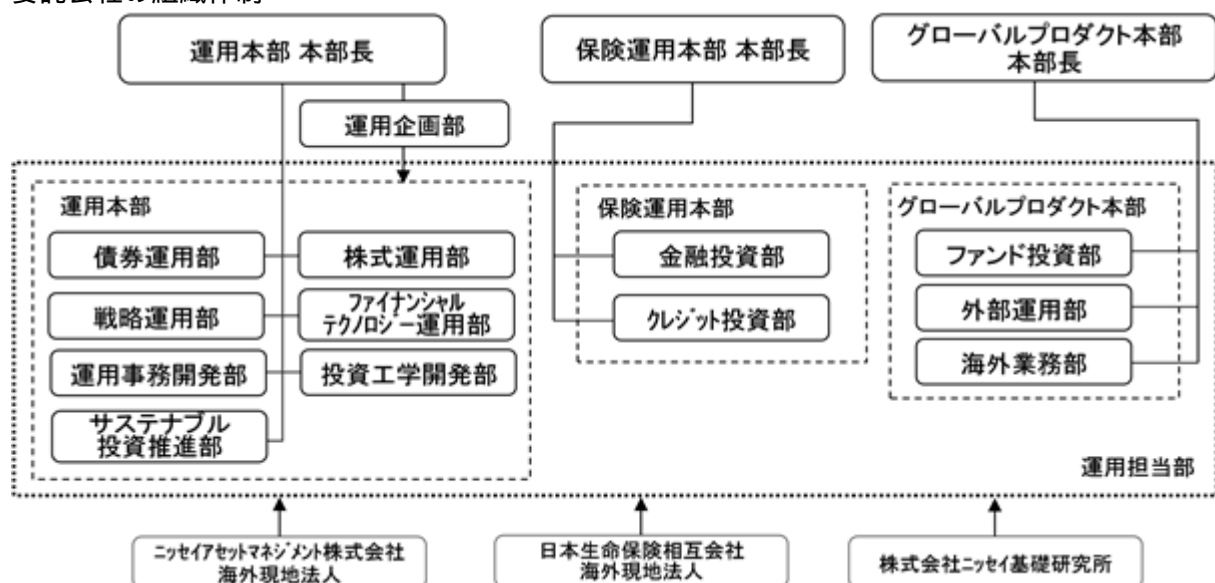 運用本部 本部長
保険運用本部 本部長
グローバルプロダクト本部
本部長
運用企画部
運用本部
債券運用部
株式運用部
戦略運用部
ファイナンシャル
テクノロジー運用部
運用事務開発部
投資工学開発部
サステナブル
投資推進部
保険運用本部
金融投資部
クレジット投資部
グローバルプロダクト本部
ファンド投資部
外部運用部
海外業務部
運用担当部
ニッセイアセットマネジメント株式会社
海外現地法人
日本生命保険相互会社
海外現地法人
株式会社ニッセイ基礎研究所